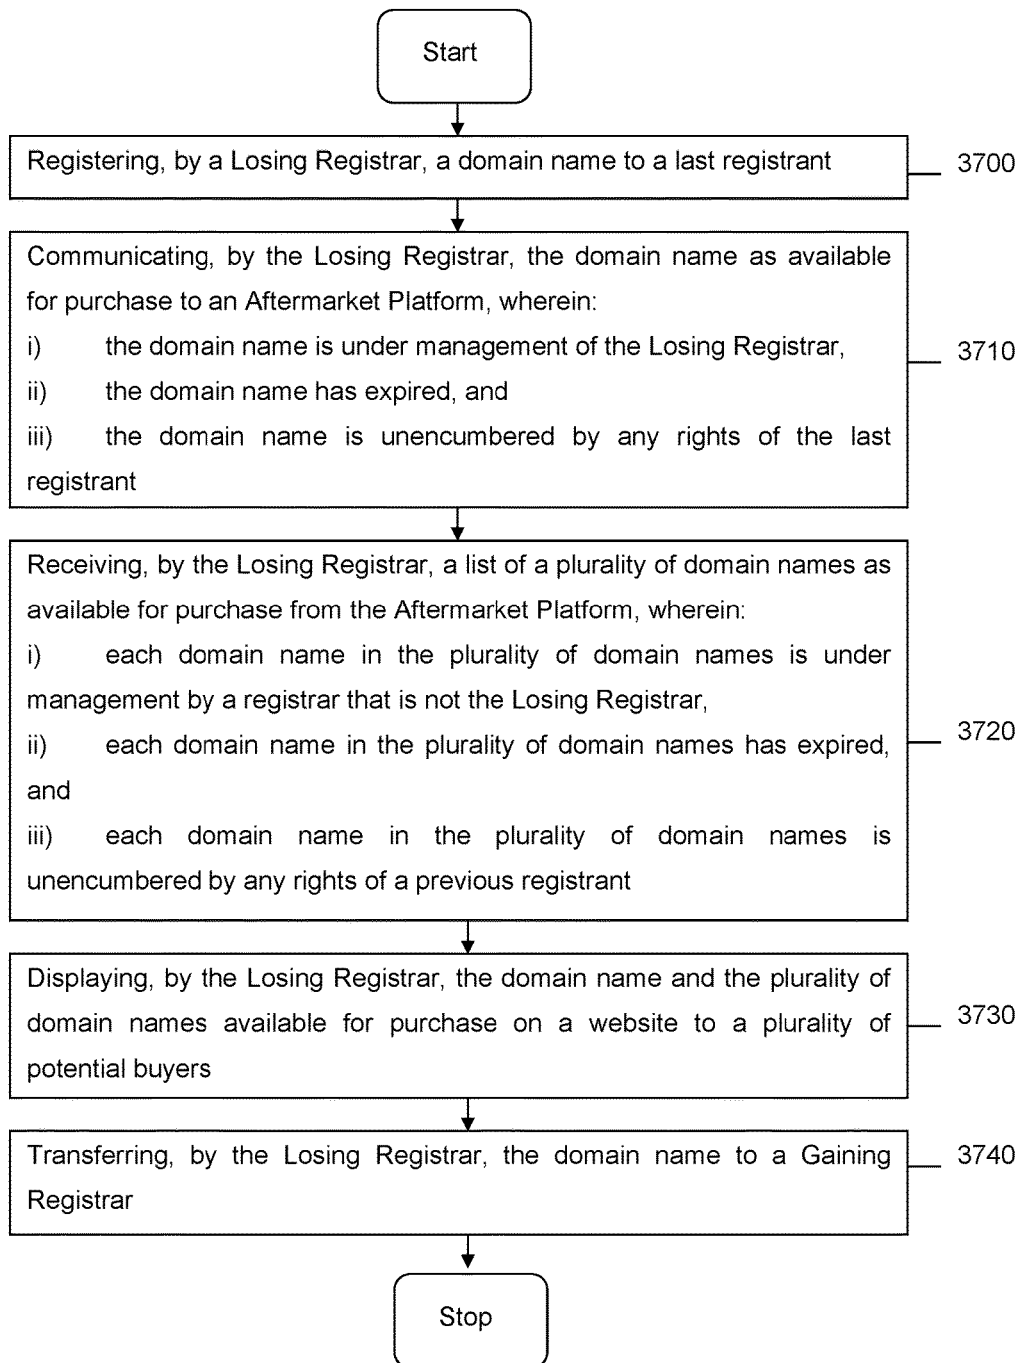 Start
Registering, by a Losing Registrar, a domain name to a last registrant
3700
Communicating, by the Losing Registrar, the domain name as available
for purchase to an Aftermarket Platform, wherein:
i) the domain name is under management of the Losing Registrar,
3710
ii) the domain name has expired, and
iii) the domain name is unencumbered by any rights of the last
registrant
Receiving, by the Losing Registrar, a list of a plurality of domain names as
available for purchase from the Aftermarket Platform, wherein:
i) each domain name in the plurality of domain names is under
management by a registrar that is not the Losing Registrar,
ii) each domain name in the plurality of domain names has expired,
3720
and
iii) each domain name in the plurality of domain names is
unencumbered by any rights of a previous registrant
Displaying, by the Losing Registrar, the domain name and the plurality of
domain names available for purchase on a website to a plurality of
3730
potential buyers
Transferring, by the Losing Registrar, the domain name to a Gaining
3740
Registrar
Stop